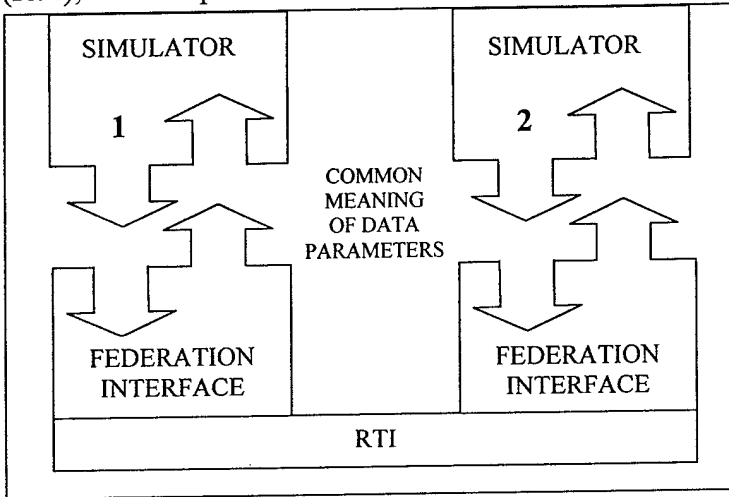 SIMULATOR
1
SIMULATOR
2
COMMON
MEANING
OF DATA
PARAMETERS
FEDERATION
INTERFACE
FEDERATION
INTERFACE
RTI